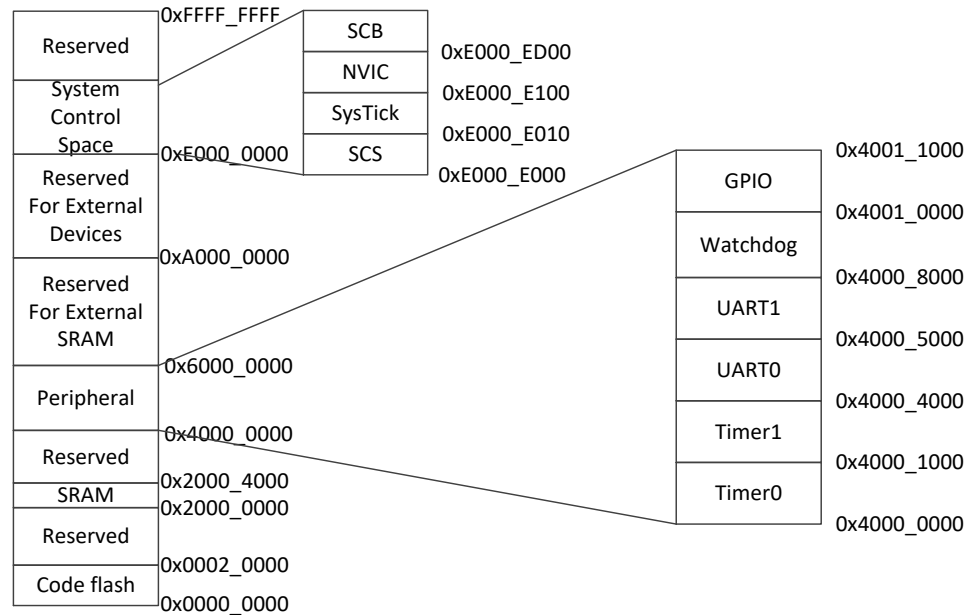 0xFFFF_FFFF
Reserved
System
Control
Space
0xE000_0000
Reserved
For External
Devices
0xA000_0000
Reserved
For External
SRAM
0x6000_0000
Peripheral
0x4000_0000
Reserved
0x2000_4000
SRAM
0x2000_0000
Reserved
0x0002_0000
Code flash
0x0000_0000
SCB
0xE000_ED00
NVIC
0xE000_E100
SysTick
0xE000_E010
SCS
0xE000_E000
0x4001_1000
GPIO
0x4001_0000
Watchdog
0x4000_8000
UART1
0x4000_5000
UART0
0x4000_4000
Timer1
0x4000_1000
Timer0
0x4000_0000